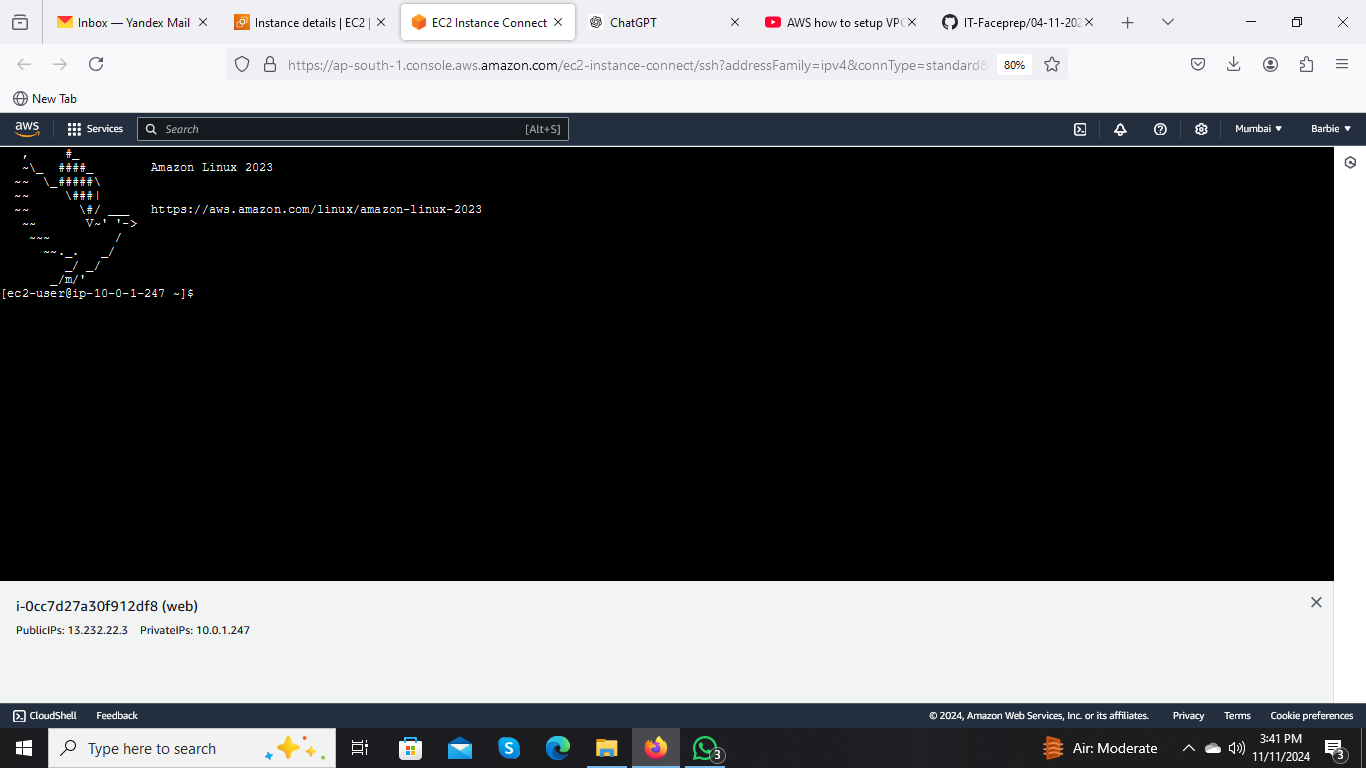 Inbox — Yandex Mail
Instance details | EC2 |
EC2 Instance Connect
ChatGPT
AWS how to setup VPC
IT-Faceprep/04-11-202
https://ap-south-1.console.aws.amazon.com/ec2-instance-connect/ssh?addressFamily=ipv4&connType=standard&
80%
New Tab
aws
Services
Search
[Alt+S]
Mumbai
Barbie
   ,     #_
   ~\_  ####_        Amazon Linux 2023
  ~~  \_#####\
  ~~     \###|
  ~~       \#/ ___   https://aws.amazon.com/linux/amazon-linux-2023
   ~~       V~' '->
    ~~~         /
      ~~._.   _/
         _/ _/
       _/m/'
[ec2-user@ip-10-0-1-247 ~]$
i-0cc7d27a30f912df8 (web)
PublicIPs: 13.232.22.3 PrivateIPs: 10.0.1.247
CloudShell
Feedback
© 2024, Amazon Web Services, Inc. or its affiliates.
Privacy
Terms
Cookie preferences
Type here to search
3
Air: Moderate
3:41 PM
11/11/2024
3